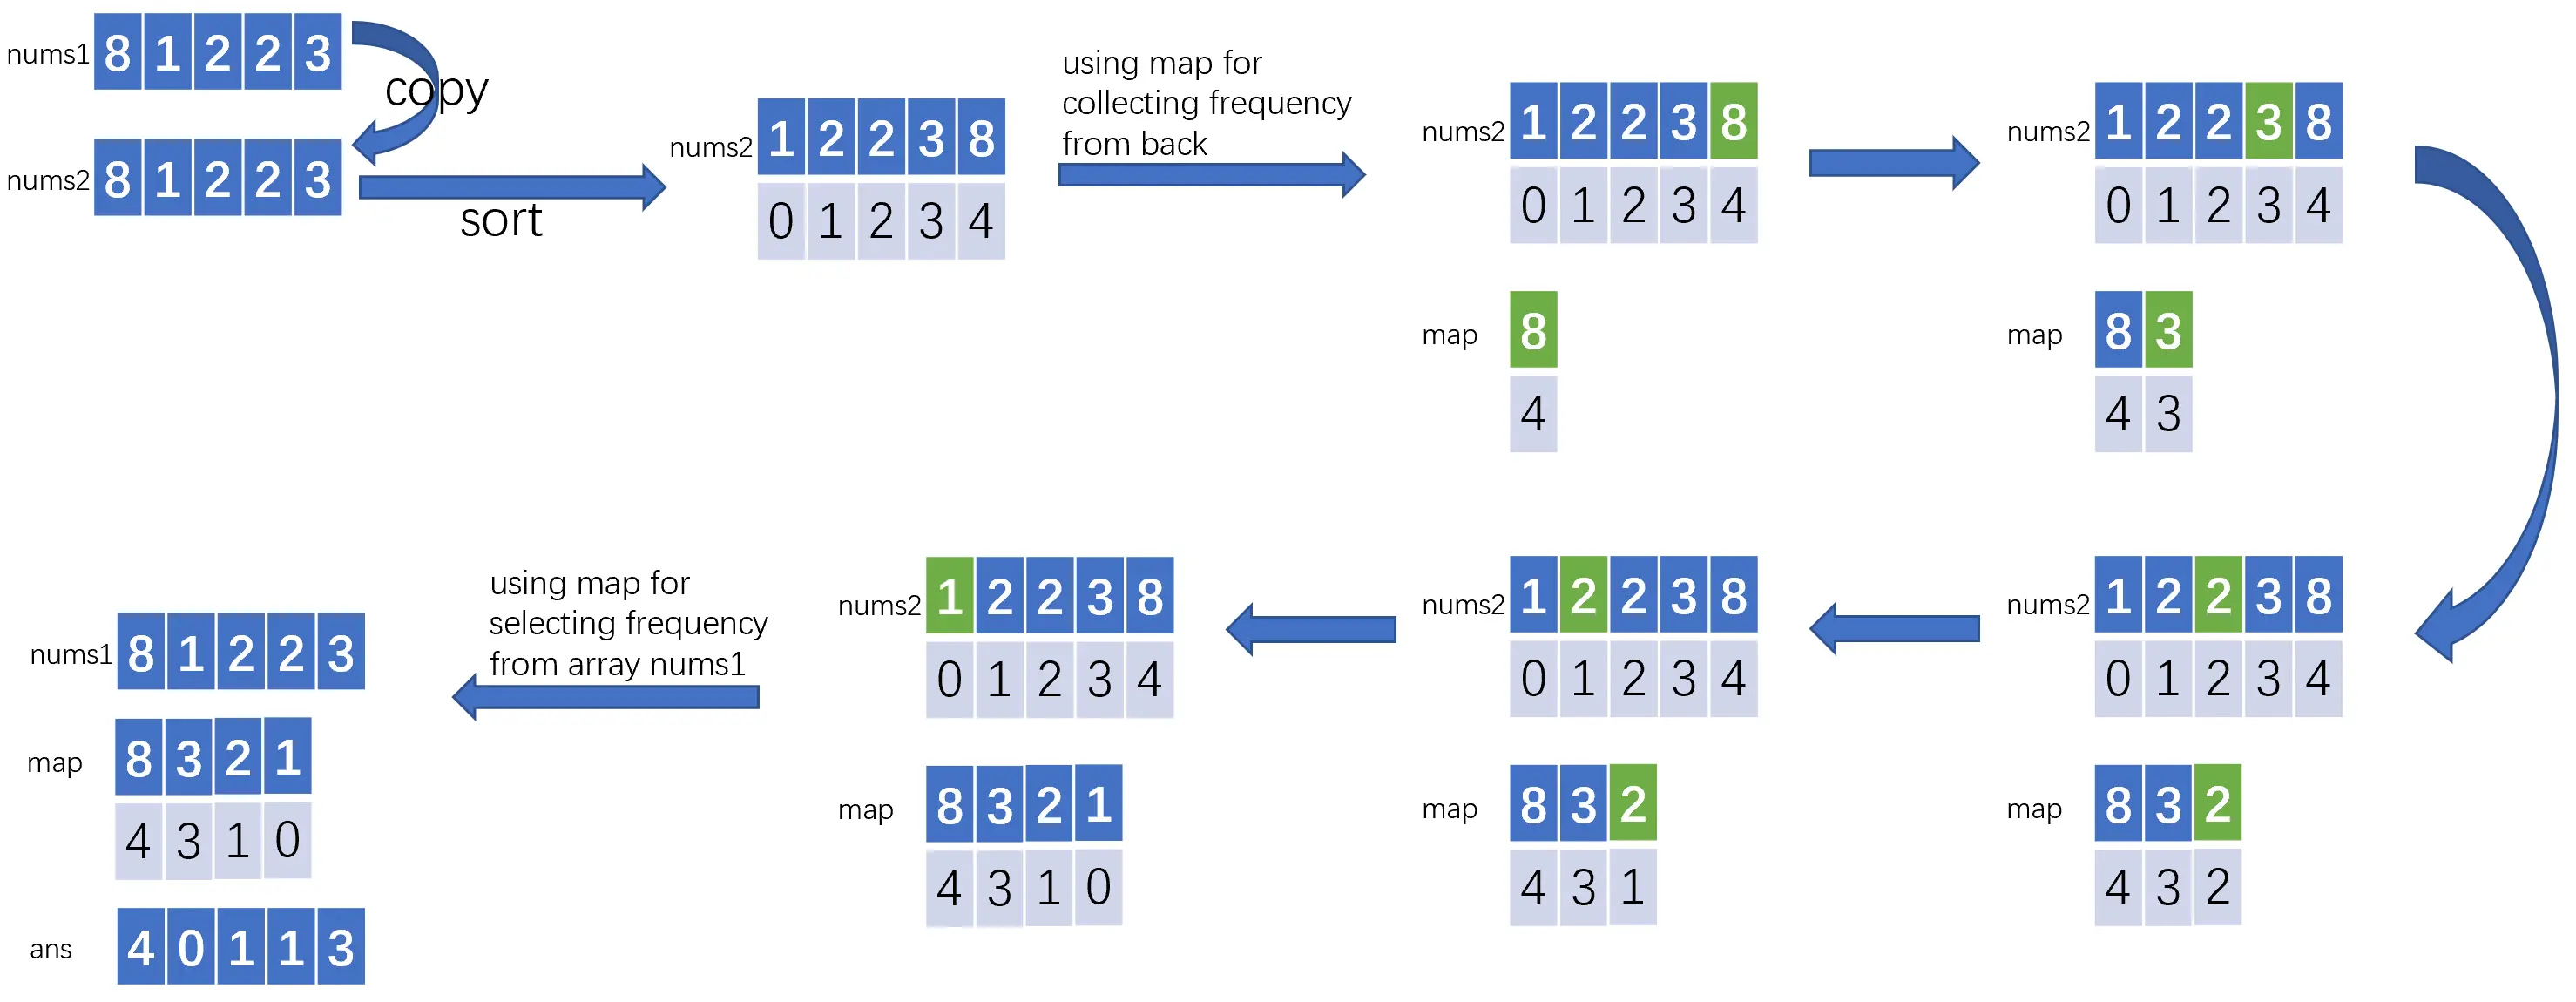 nums1 8 1 2 2 3
copy
nums2 8 1 2 2 3
sort
nums2 1 2 2 3 8
0 1 2 3 4
using map for
collecting frequency
from back
nums2 1 2 2 3 8
0 1 2 3 4
map 8
4
nums2 1 2 2 3 8
0 1 2 3 4
map 8 3
4 3
nums2 1 2 2 3 8
0 1 2 3 4
map 8 3 2
4 3 2
nums2 1 2 2 3 8
0 1 2 3 4
map 8 3 2
4 3 1
nums2 1 2 2 3 8
0 1 2 3 4
map 8 3 2 1
4 3 1 0
using map for
selecting frequency
from array nums1
nums1 8 1 2 2 3
map 8 3 2 1
4 3 1 0
ans 4 0 1 1 3